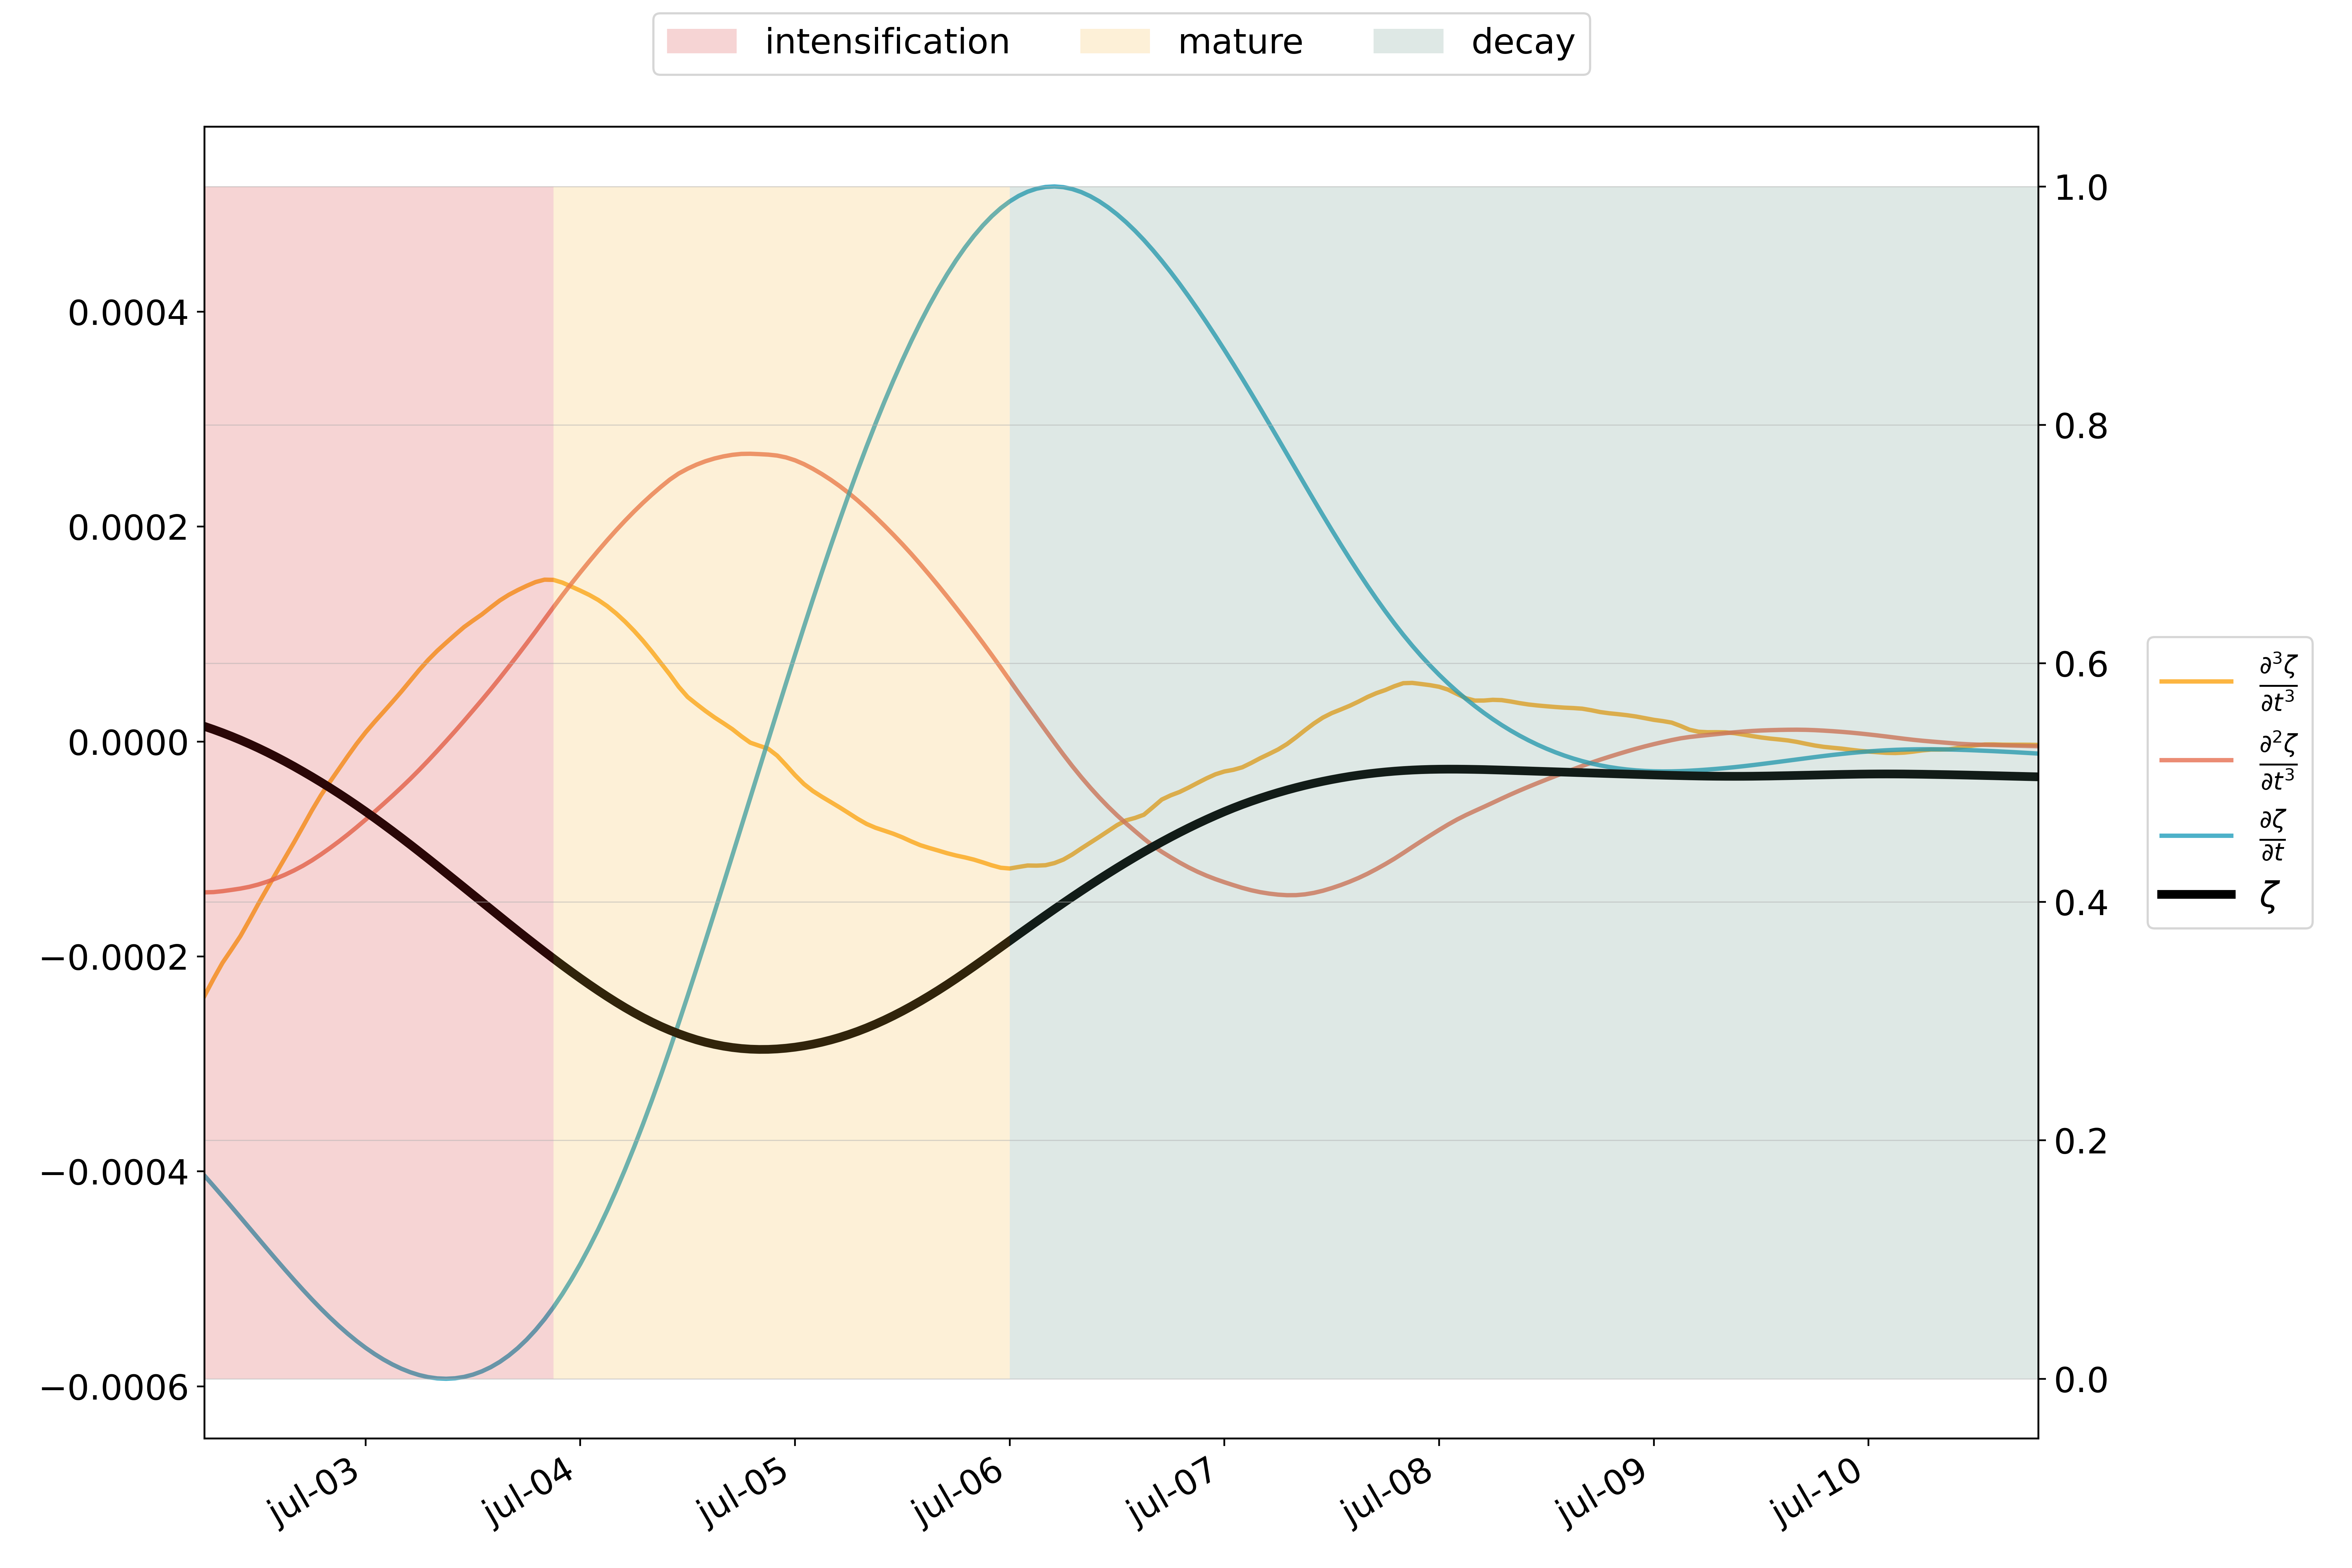 intensification mature decay
0.0004
0.0002
0.0000
−0.0002
−0.0004
−0.0006
1.0
0.8
0.6
0.4
0.2
0.0
∂³ζ
∂t³
∂²ζ
∂t³
∂ζ
∂t
ζ
jul-03 jul-04 jul-05 jul-06 jul-07 jul-08 jul-09 jul-10